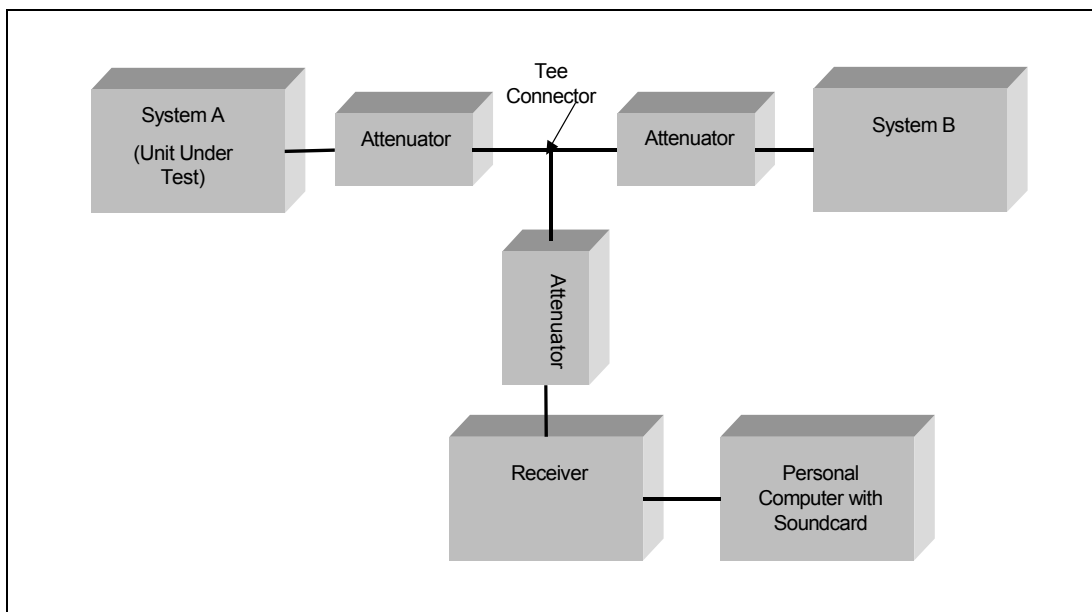 Tee
Connector
System A
(Unit Under
Test)
Attenuator
Attenuator
System B
Attenuator
Receiver
Personal
Computer with
Soundcard